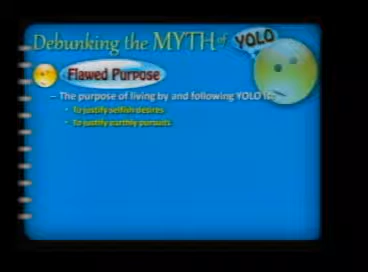 Debunking the MYTH of YOLO
Flawed Purpose
– The purpose of living by and following YOLO is:
• To justify selfish desires
• To justify earthly pursuits